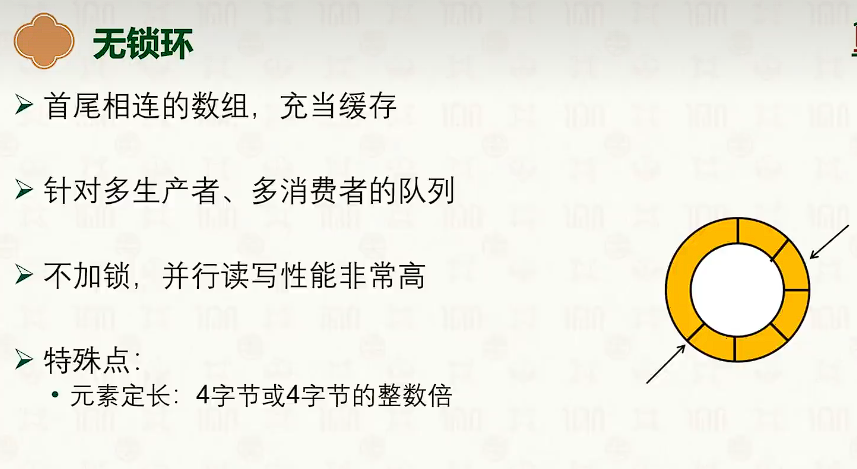 无锁环
➢ 首尾相连的数组，充当缓存
➢ 针对多生产者、多消费者的队列
➢ 不加锁，并行读写性能非常高
➢ 特殊点：
• 元素定长：4字节或4字节的整数倍